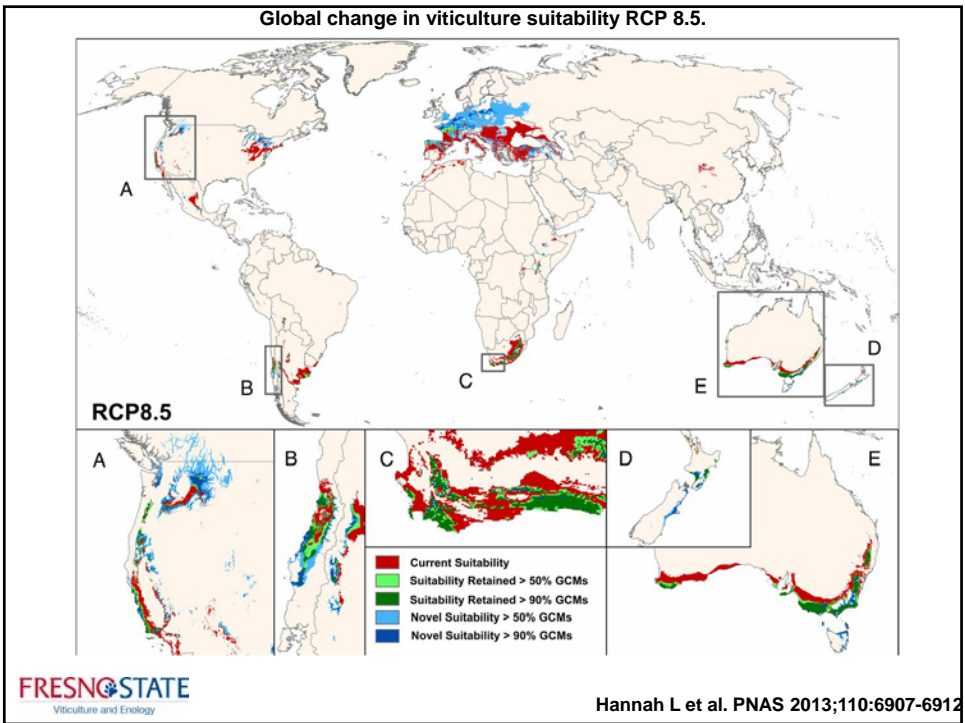 Global change in viticulture suitability RCP 8.5.
A
B
C
D
E
RCP8.5
A
B
C
D
E
Current Suitability
Suitability Retained > 50% GCMs
Suitability Retained > 90% GCMs
Novel Suitability > 50% GCMs
Novel Suitability > 90% GCMs
FRESNO STATE
Viticulture and Enology
Hannah L et al. PNAS 2013;110:6907-6912